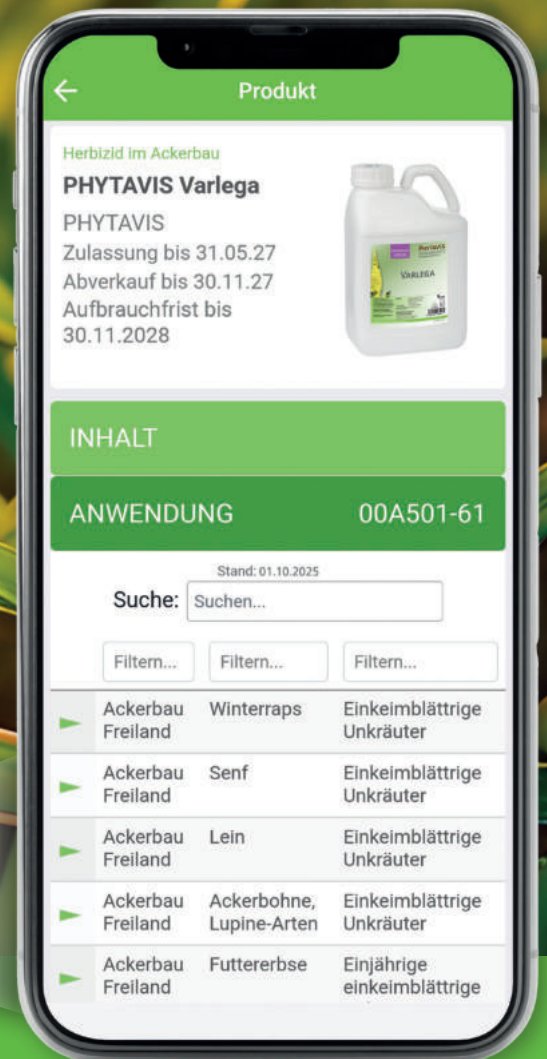 Produkt
Herbizid im Ackerbau
PHYTAVIS Varlega
PHYTAVIS
Zulassung bis 31.05.27
Abverkauf bis 30.11.27
Aufbrauchfrist bis
30.11.2028
VARLEGA
INHALT
ANWENDUNG 00A501-61
Stand: 01.10.2025
Suche: Suchen...
Filtern... Filtern... Filtern...
Ackerbau Winterraps Einkeimblättrige
Freiland Unkräuter
Ackerbau Senf Einkeimblättrige
Freiland Unkräuter
Ackerbau Lein Einkeimblättrige
Freiland Unkräuter
Ackerbau Ackerbohne, Einkeimblättrige
Freiland Lupine-Arten Unkräuter
Ackerbau Futtererbse Einjährige
Freiland einkeimblättrige